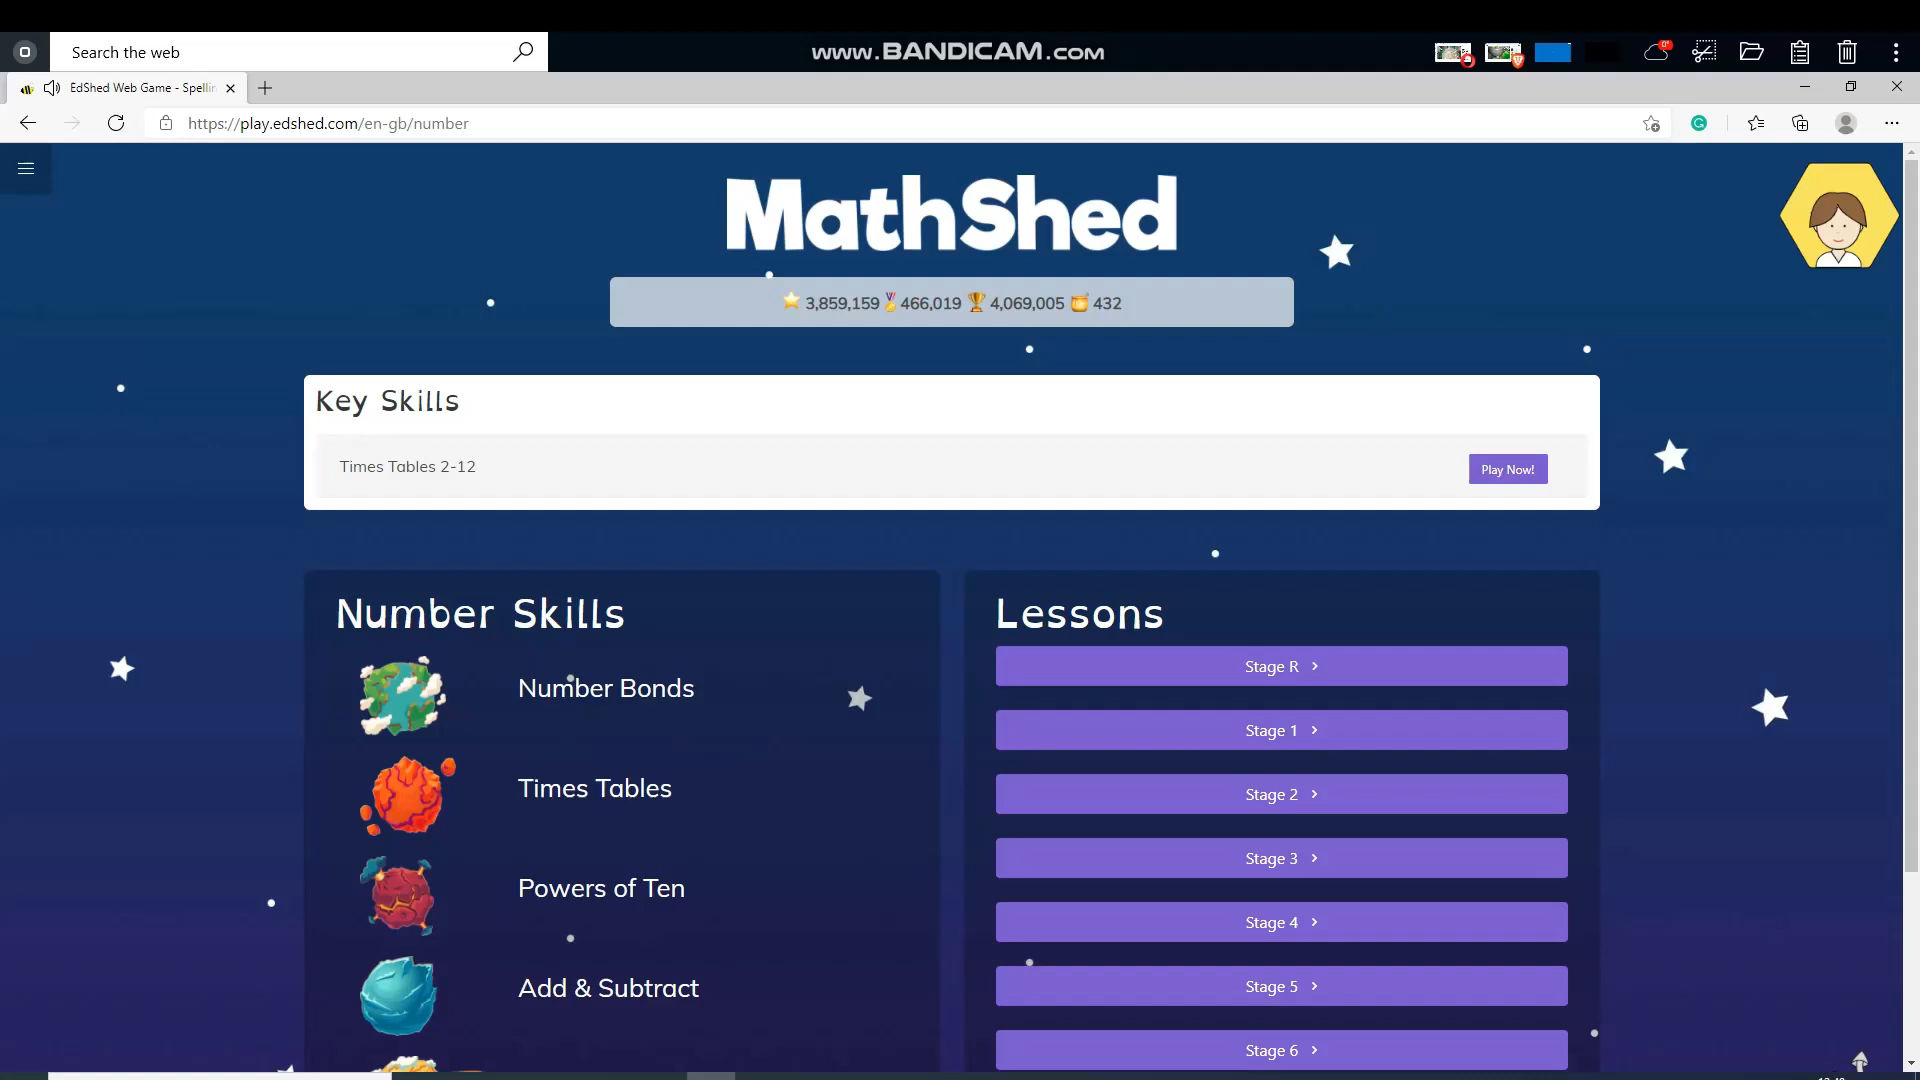 Search the web
www.BANDICAM.com
EdShed Web Game - Spellin
https://play.edshed.com/en-gb/number
MathShed
3,859,159 466,019 4,069,005 432
Key Skills
Times Tables 2-12
Play Now!
Number Skills
Number Bonds
Times Tables
Powers of Ten
Add & Subtract
Lessons
Stage R
Stage 1
Stage 2
Stage 3
Stage 4
Stage 5
Stage 6